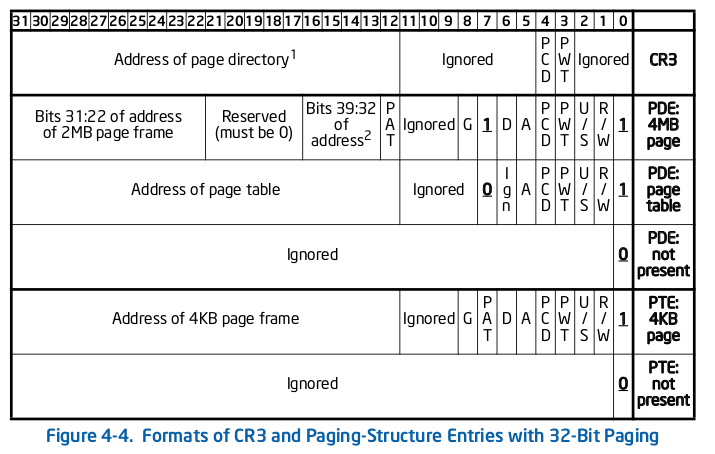 31 30 29 28 27 26 25 24 23 22 21 20 19 18 17 16 15 14 13 12 11 10 9 8 7 6 5 4 3 2 1 0
Address of page directory1 Ignored PCD PWT Ignored CR3
Bits 31:22 of address of 2MB page frame Reserved (must be 0) Bits 39:32 of address2 PAT Ignored G 1 D A PCD PWT U/S R/W 1 PDE: 4MB page
Address of page table Ignored 0 Ign A PCD PWT U/S R/W 1 PDE: page table
Ignored 0 PDE: not present
Address of 4KB page frame Ignored G PAT D A PCD PWT U/S R/W 1 PTE: 4KB page
Ignored 0 PTE: not present
Figure 4-4. Formats of CR3 and Paging-Structure Entries with 32-Bit Paging